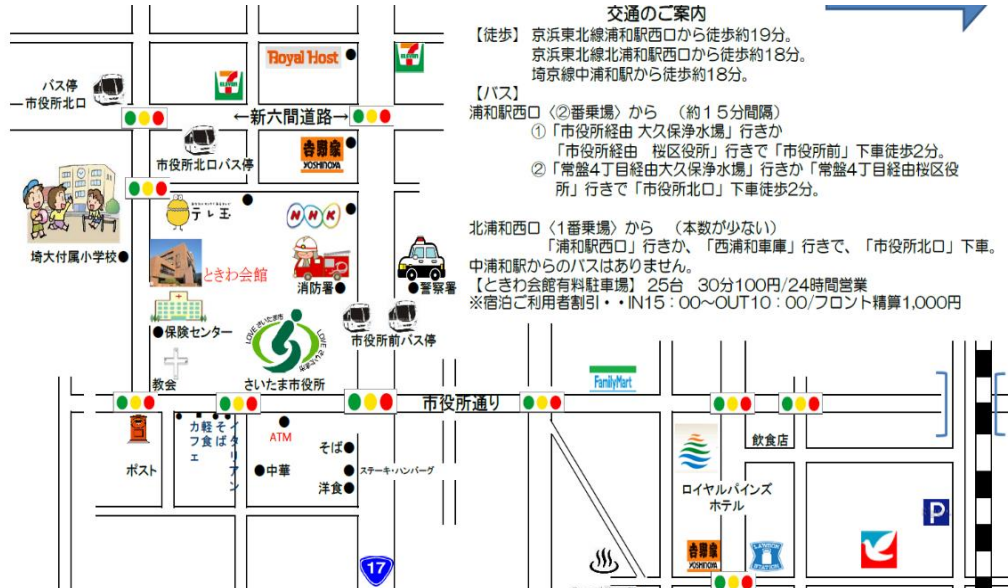 交通のご案内
【徒歩】 京浜東北線浦和駅西口から徒歩約19分。
京浜東北線北浦和駅西口から徒歩約18分。
埼京線中浦和駅から徒歩約18分。
【バス】
浦和駅西口〈②番乗場〉から （約15分間隔）
①「市役所経由 大久保浄水場」行きか
「市役所経由 桜区役所」行きで「市役所前」下車徒歩2分。
②「常盤4丁目経由大久保浄水場」行きか「常盤4丁目経由桜区役
所」行きで「市役所北口」下車徒歩2分。
北浦和西口〈1番乗場〉から （本数が少ない）
「浦和駅西口」行きか、「西浦和車庫」行きで、「市役所北口」下車。
中浦和駅からのバスはありません。
【ときわ会館有料駐車場】 25台 30分100円/24時間営業
※宿泊ご利用者割引・・IN15：00～OUT10：00/フロント精算1,000円
Royal Host
ELEVEN
ELEVEN
バス停
市役所北口
←新六間道路→
市役所北口バス停
吉野家
YOSHINOYA
テレ玉
NHK
埼大付属小学校●
ときわ会館
消防署●
●警察署
●保険センター
LOVE さいたま市
LOVE さいたま市
市役所前バス停
教会
さいたま市役所
FamilyMart
市役所通り
カフェ
軽食
そば
イタリアン
ATM
そば●
飲食店
ポスト
●中華
ステーキ・ハンバーグ
洋食●
ロイヤルパインズ
ホテル
P
17
吉野家
YOSHINOYA
LAWSON
STATION